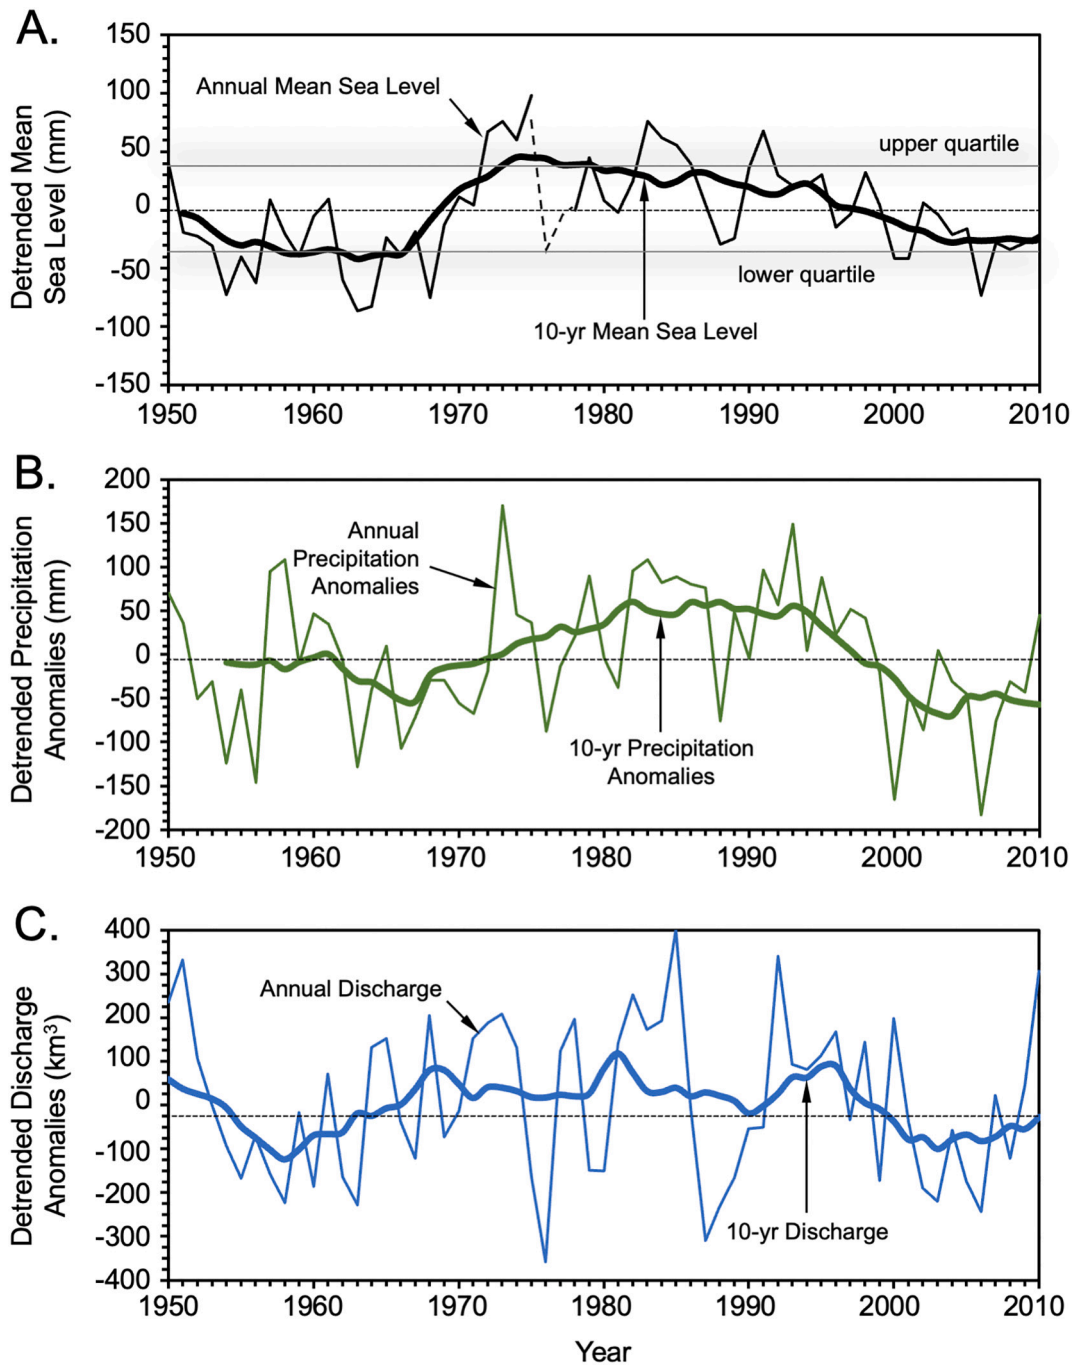 A.
Detrended Mean
Sea Level (mm)
150
100
50
0
-50
-100
-150
Annual Mean Sea Level
upper quartile
lower quartile
10-yr Mean Sea Level
1950 1960 1970 1980 1990 2000 2010
B.
Detrended Precipitation
Anomalies (mm)
200
150
100
50
0
-50
-100
-150
-200
Annual
Precipitation
Anomalies
10-yr Precipitation
Anomalies
1950 1960 1970 1980 1990 2000 2010
C.
Detrended Discharge
Anomalies (km³)
400
300
200
100
0
-100
-200
-300
-400
Annual Discharge
10-yr Discharge
1950 1960 1970 1980 1990 2000 2010
Year